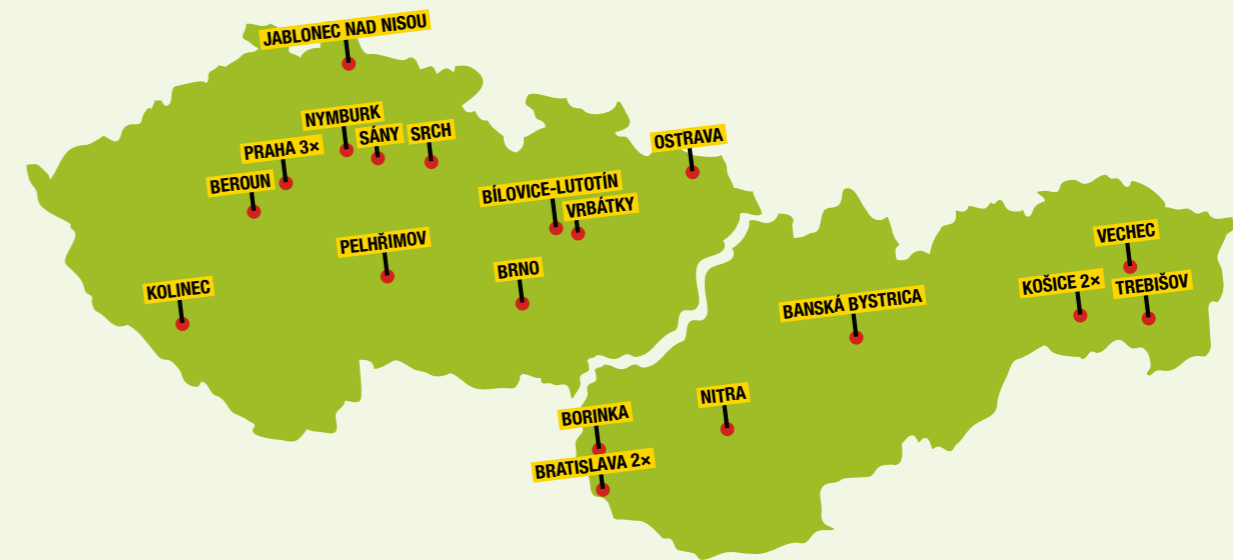 JABLONEC NAD NISOU
NYMBURK
SÁNY
SRCH
PRAHA 3×
BEROUN
OSTRAVA
BÍLOVICE-LUTOTÍN
VRBÁTKY
PELHŘIMOV
BRNO
KOLINEC
VECHEC
KOŠICE 2×
TREBIŠOV
BANSKÁ BYSTRICA
NITRA
BORINKA
BRATISLAVA 2×